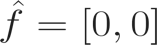 f̂ = [0, 0]